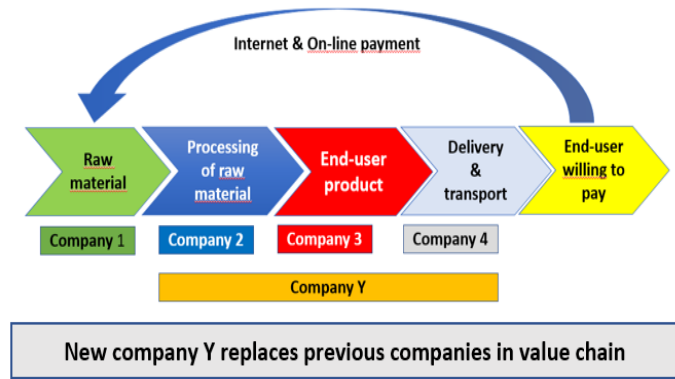 Internet & On-line payment
Raw
material
Processing
of raw
material
End-user
product
Delivery
&
transport
End-user
willing to
pay
Company 1
Company 2
Company 3
Company 4
Company Y
New company Y replaces previous companies in value chain